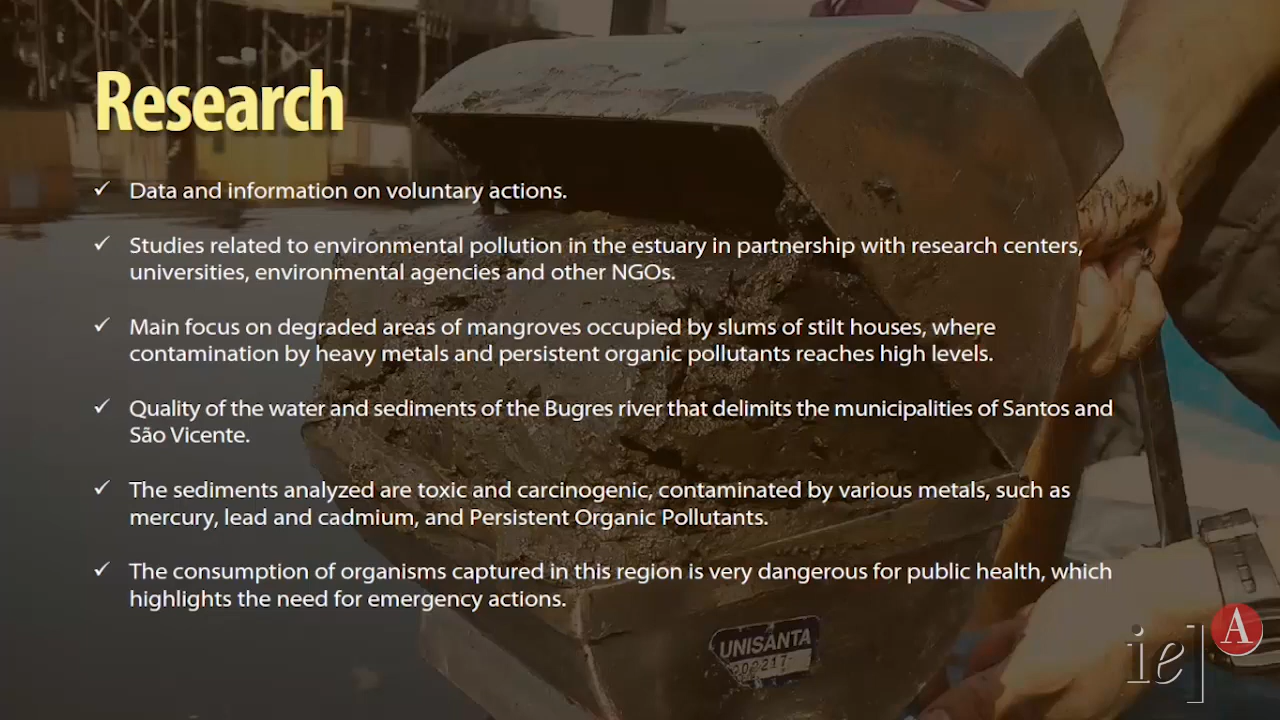 Research
✓ Data and information on voluntary actions.
✓ Studies related to environmental pollution in the estuary in partnership with research centers,
universities, environmental agencies and other NGOs.
✓ Main focus on degraded areas of mangroves occupied by slums of stilt houses, where
contamination by heavy metals and persistent organic pollutants reaches high levels.
✓ Quality of the water and sediments of the Bugres river that delimits the municipalities of Santos and
São Vicente.
✓ The sediments analyzed are toxic and carcinogenic, contaminated by various metals, such as
mercury, lead and cadmium, and Persistent Organic Pollutants.
✓ The consumption of organisms captured in this region is very dangerous for public health, which
highlights the need for emergency actions.
UNISANTA
ie] A